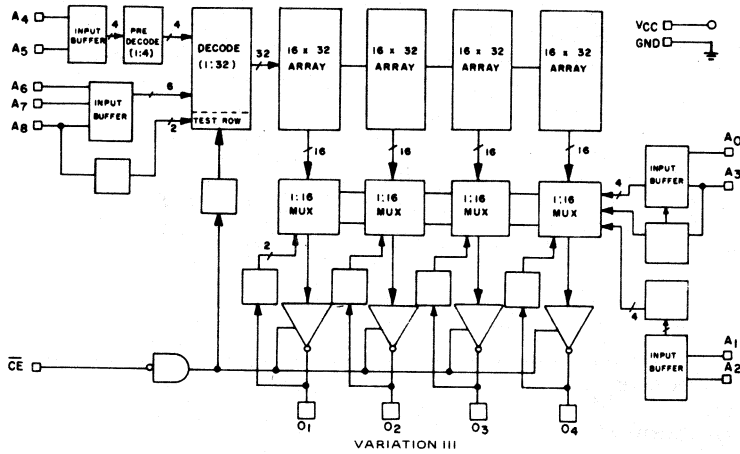 A4
A5
INPUT
BUFFER
4
PRE
DECODE
(1:4)
4
DECODE
(1:32)
32
16 x 32
ARRAY
16 x 32
ARRAY
16 x 32
ARRAY
16 x 32
ARRAY
VCC
GND
A6
A7
A8
INPUT
BUFFER
6
2
TEST ROW
16
16
16
16
1:16
MUX
1:16
MUX
1:16
MUX
1:16
MUX
4
INPUT
BUFFER
A0
A3
2
4
INPUT
BUFFER
A1
A2
CE
O1
O2
O3
O4
VARIATION III